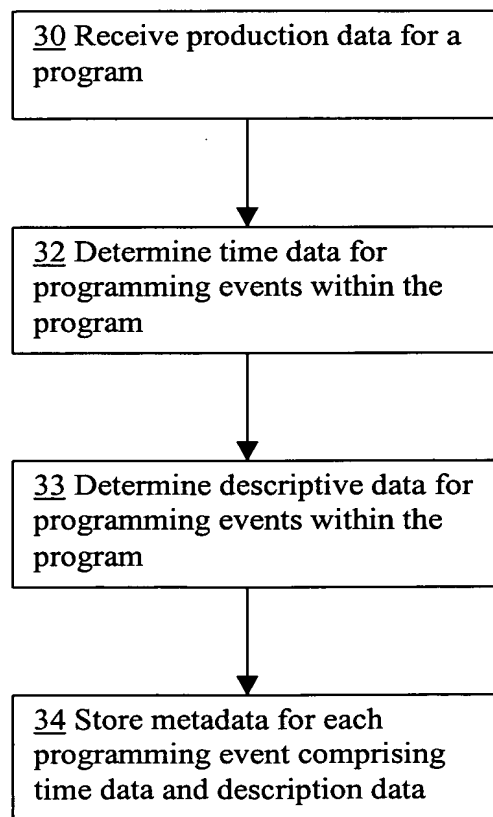 30 Receive production data for a
program
32 Determine time data for
programming events within the
program
33 Determine descriptive data for
programming events within the
program
34 Store metadata for each
programming event comprising
time data and description data